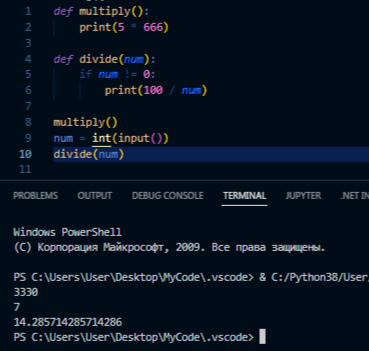 1 def multiply():
2 print(5 * 666)
3
4 def divide(num):
5 if num != 0:
6 print(100 / num)
7
8 multiply()
9 num = int(input())
10 divide(num)
11
PROBLEMS OUTPUT DEBUG CONSOLE TERMINAL JUPYTER .NET IN
Windows PowerShell
(C) Корпорация Майкрософт, 2009. Все права защищены.
PS C:\Users\User\Desktop\MyCode\.vscode> & C:/Python38/User/
3330
7
14.285714285714286
PS C:\Users\User\Desktop\MyCode\.vscode>